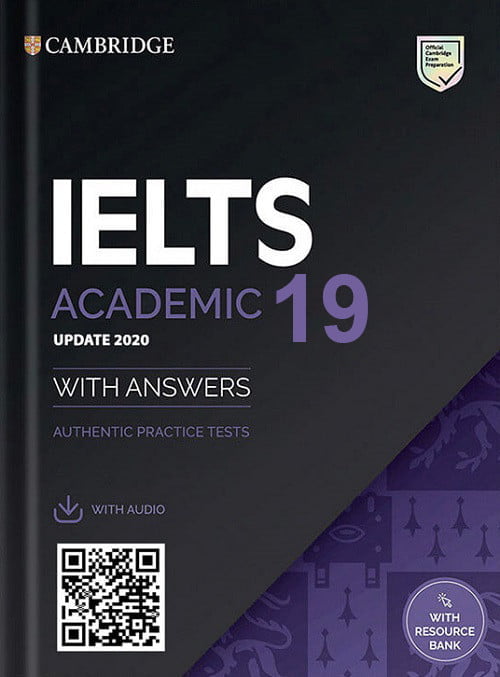 CAMBRIDGE
Official
Cambridge
Exam
Preparation
IELTS
ACADEMIC 19
UPDATE 2020
WITH ANSWERS
AUTHENTIC PRACTICE TESTS
WITH AUDIO
WITH
RESOURCE
BANK